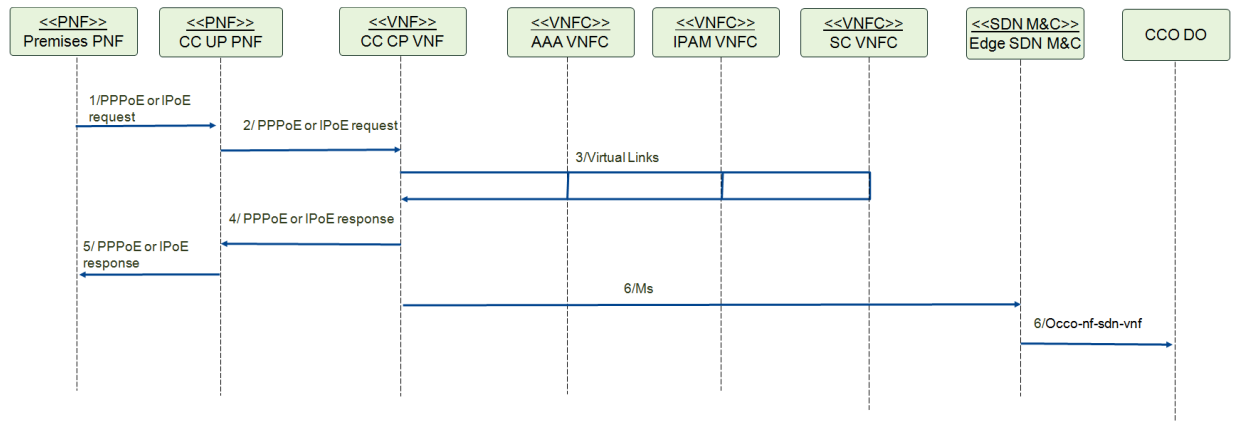 <<PNF>>
Premises PNF
<<PNF>>
CC UP PNF
<<VNF>>
CC CP VNF
<<VNFC>>
AAA VNFC
<<VNFC>>
IPAM VNFC
<<VNFC>>
SC VNFC
<<SDN M&C>>
Edge SDN M&C
CCO DO
1/PPPoE or IPoE
request
2/ PPPoE or IPoE request
3/Virtual Links
4/ PPPoE or IPoE response
5/ PPPoE or IPoE
response
6/Ms
6/Occo-nf-sdn-vnf